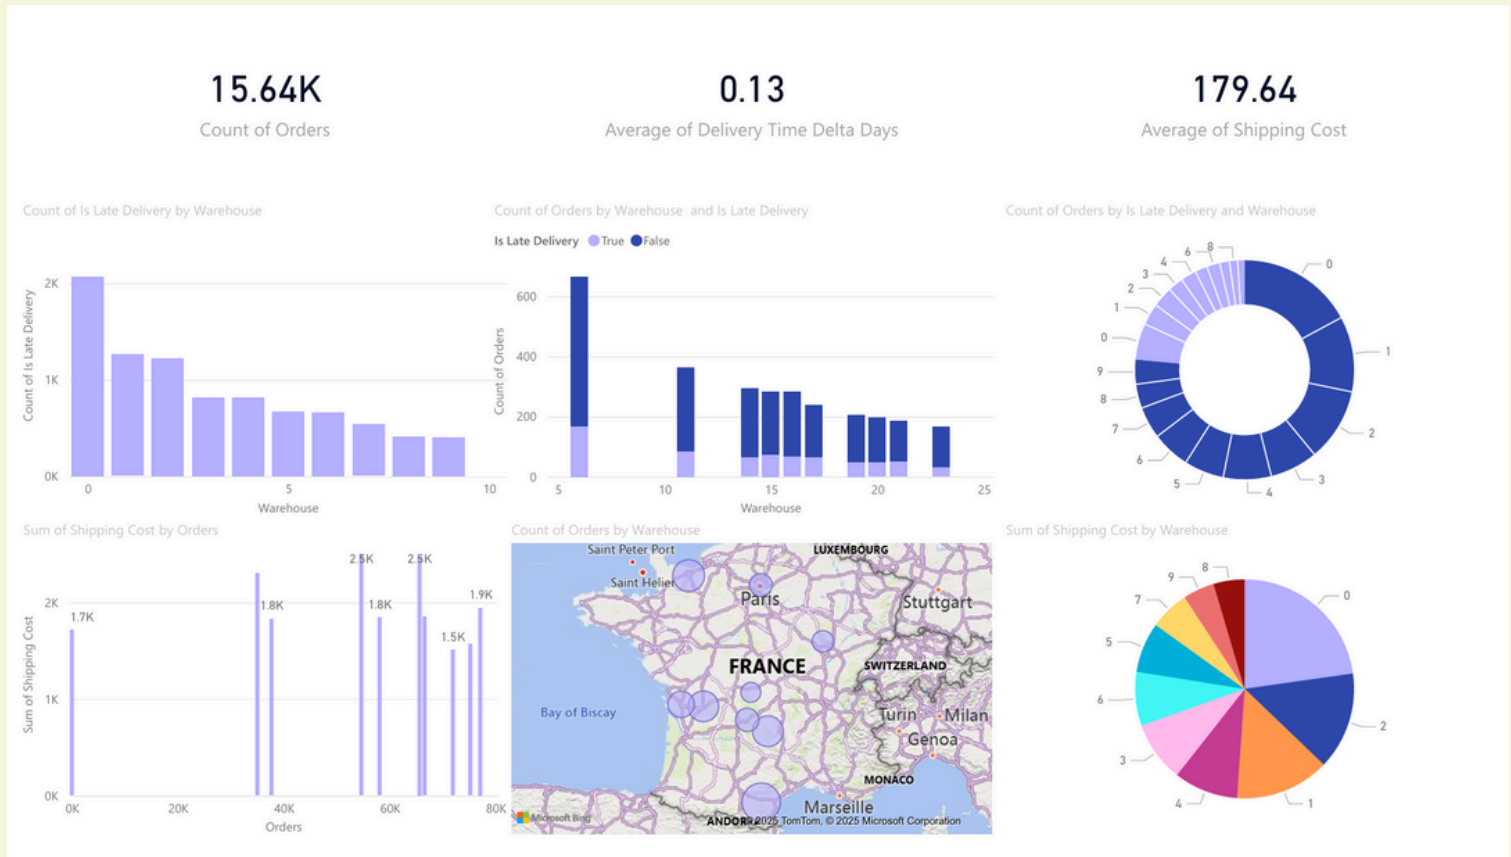 15.64K
Count of Orders
0.13
Average of Delivery Time Delta Days
179.64
Average of Shipping Cost
Count of Is Late Delivery by Warehouse
Count of Is Late Delivery
2K
1K
0K
0
5
10
Warehouse
Count of Orders by Warehouse and Is Late Delivery
Is Late Delivery True False
Count of Orders
600
400
200
0
5
10
15
20
25
Warehouse
Count of Orders by Is Late Delivery and Warehouse
0
1
2
3
4
5
6
7
8
9
0
1
2
3
4
6
8
Sum of Shipping Cost by Orders
Sum of Shipping Cost
2K
1K
0K
1.7K
1.8K
2.5K
1.8K
2.5K
1.5K
1.9K
0K
20K
40K
60K
80K
Orders
Count of Orders by Warehouse
Saint Peter Port
LUXEMBOURG
Saint Helier
Paris
Stuttgart
FRANCE
SWITZERLAND
Bay of Biscay
Turin
Milan
Genoa
MONACO
Marseille
Microsoft Bing
ANDORR
2025 TomTom, © 2025 Microsoft Corporation
Sum of Shipping Cost by Warehouse
0
2
1
4
3
6
5
7
9
8